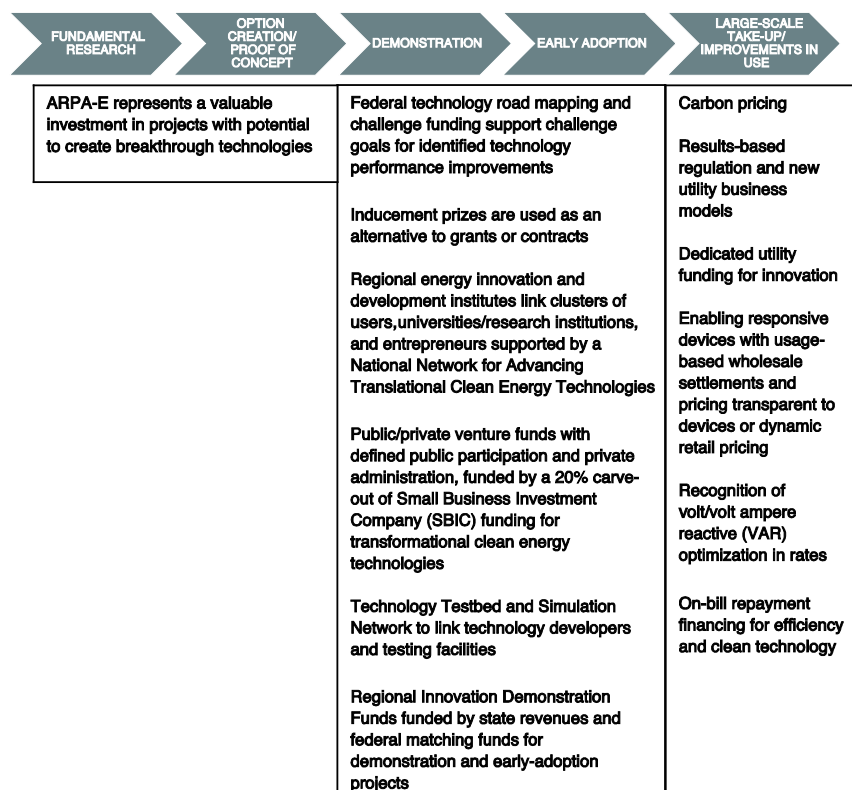 FUNDAMENTAL
RESEARCH
OPTION
CREATION/
PROOF OF
CONCEPT
DEMONSTRATION
EARLY ADOPTION
LARGE-SCALE
TAKE-UP/
IMPROVEMENTS IN
USE
ARPA-E represents a valuable
investment in projects with potential
to create breakthrough technologies
Federal technology road mapping and
challenge funding support challenge
goals for identified technology
performance improvements
Inducement prizes are used as an
alternative to grants or contracts
Regional energy innovation and
development institutes link clusters of
users,universities/research institutions,
and entrepreneurs supported by a
National Network for Advancing
Translational Clean Energy Technologies
Public/private venture funds with
defined public participation and private
administration, funded by a 20% carve-
out of Small Business Investment
Company (SBIC) funding for
transformational clean energy
technologies
Technology Testbed and Simulation
Network to link technology developers
and testing facilities
Regional Innovation Demonstration
Funds funded by state revenues and
federal matching funds for
demonstration and early-adoption
projects
Carbon pricing
Results-based
regulation and new
utility business
models
Dedicated utility
funding for innovation
Enabling responsive
devices with usage-
based wholesale
settlements and
pricing transparent to
devices or dynamic
retail pricing
Recognition of
volt/volt ampere
reactive (VAR)
optimization in rates
On-bill repayment
financing for efficiency
and clean technology